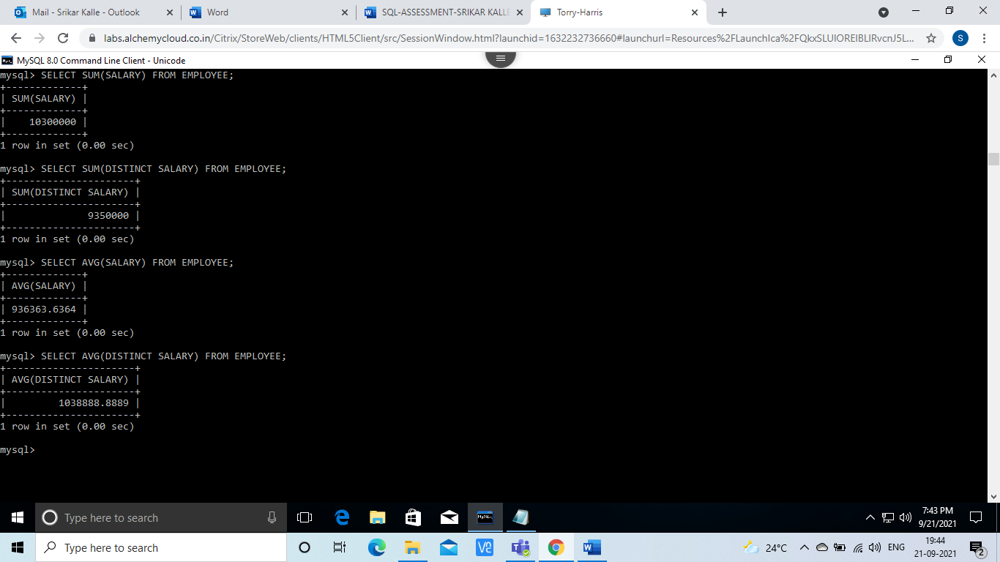 Mail - Srikar Kalle - Outlook
Word
SQL-ASSESSMENT-SRIKAR KALLE
Torry-Harris
labs.alchemycloud.co.in/Citrix/StoreWeb/clients/HTML5Client/src/SessionWindow.html?launchid=1632232736660#launchurl=Resources%2FLaunchIca%2FQkxSLUlORElBLlRvcnJ5L...
S
MySQL 8.0 Command Line Client - Unicode
mysql> SELECT SUM(SALARY) FROM EMPLOYEE;
+-------------+
| SUM(SALARY) |
+-------------+
|    10300000 |
+-------------+
1 row in set (0.00 sec)
mysql> SELECT SUM(DISTINCT SALARY) FROM EMPLOYEE;
+----------------------+
| SUM(DISTINCT SALARY) |
+----------------------+
|              9350000 |
+----------------------+
1 row in set (0.00 sec)
mysql> SELECT AVG(SALARY) FROM EMPLOYEE;
+-------------+
| AVG(SALARY) |
+-------------+
| 936363.6364 |
+-------------+
1 row in set (0.00 sec)
mysql> SELECT AVG(DISTINCT SALARY) FROM EMPLOYEE;
+----------------------+
| AVG(DISTINCT SALARY) |
+----------------------+
|         1038888.8889 |
+----------------------+
1 row in set (0.00 sec)
mysql>
Type here to search
7:43 PM
9/21/2021
Type here to search
24°C
ENG
19:44
21-09-2021
2